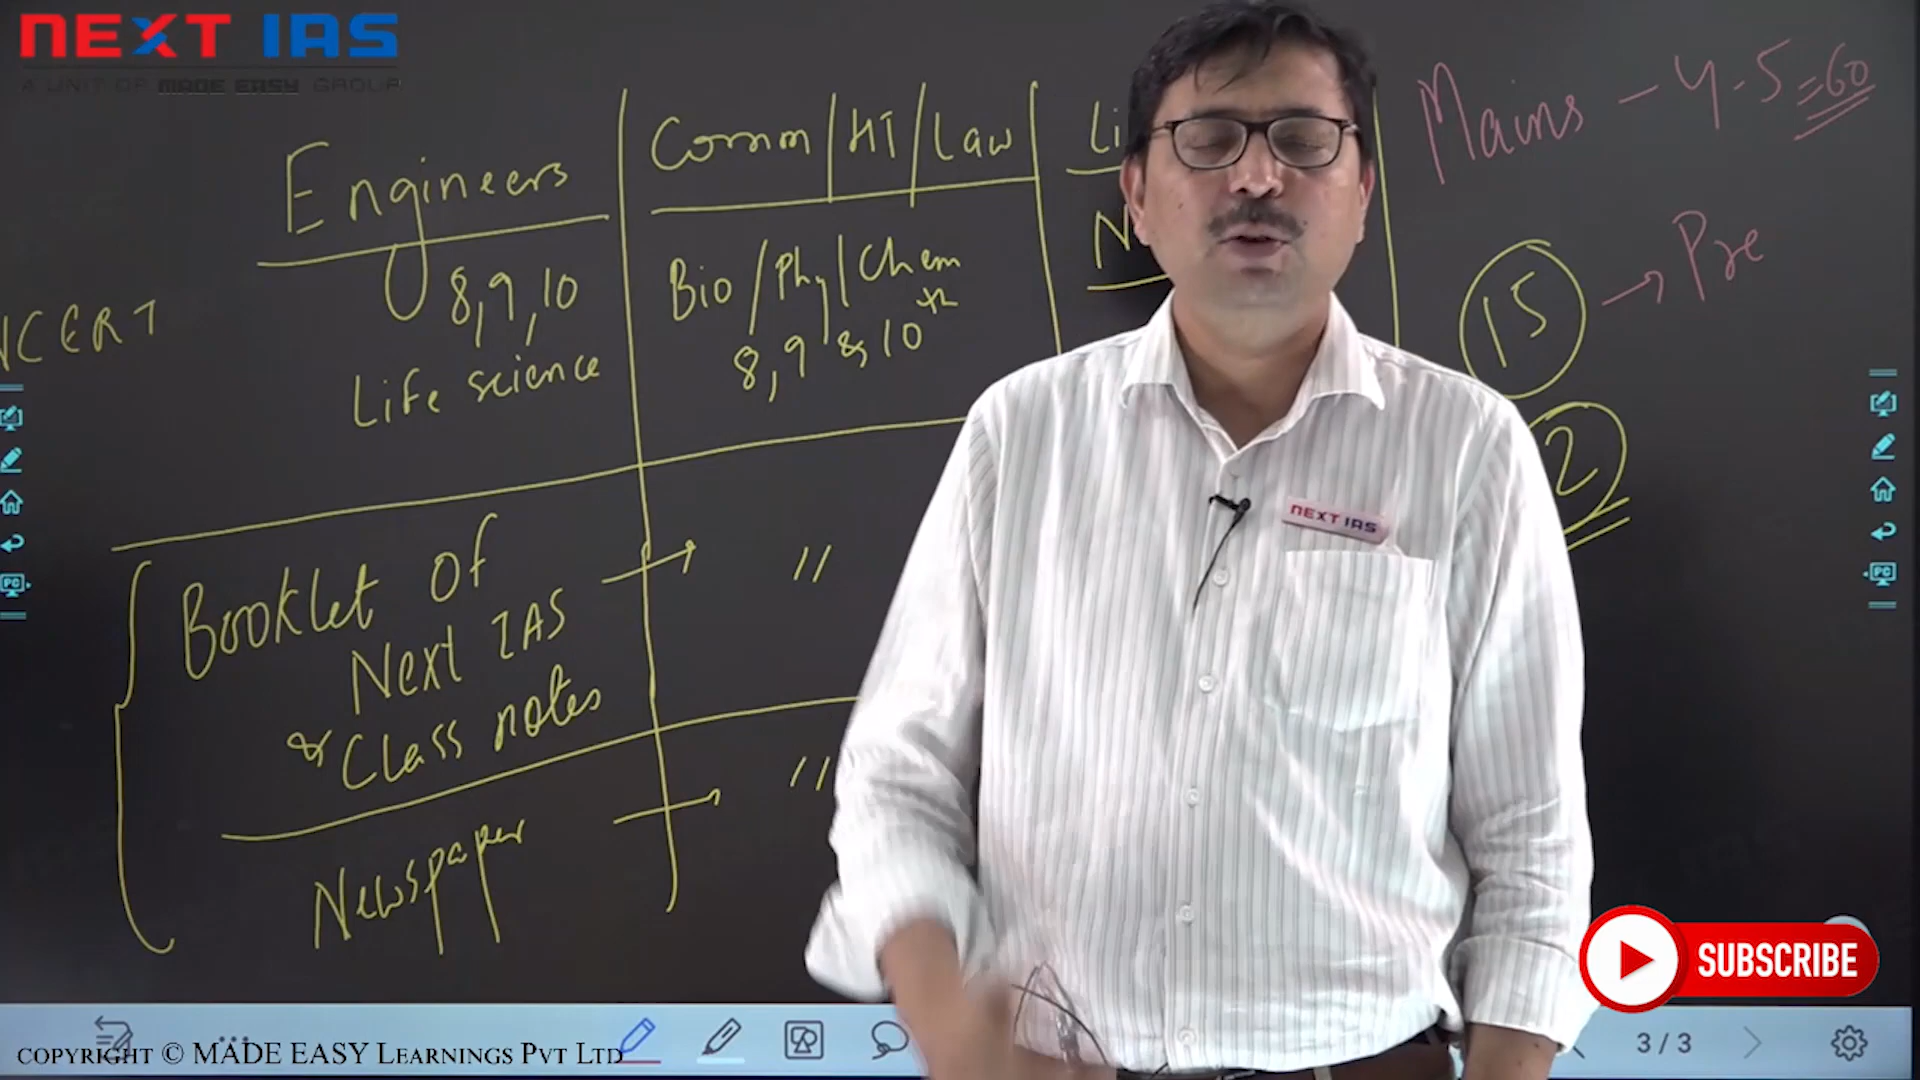 NEXT IAS
A UNIT OF MADE EASY GROUP
Engineers
Comm/HI/Law
Mains - 4-5=60
8,9,10
Life science
Bio/Phy/Chem
8,9 & 10th
15 → Pre
2
NCERT
Booklet of
Next IAS
& Class notes
→ "
Newspaper
→ "
NEXT IAS
SUBSCRIBE
COPYRIGHT © MADE EASY LEARNINGS PVT LTD
3 / 3